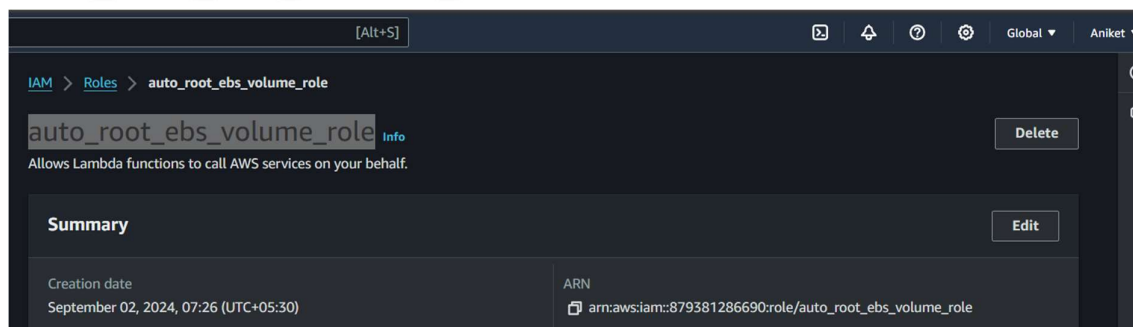 [Alt+S]
Global ▼ Aniket
IAM > Roles > auto_root_ebs_volume_role
auto_root_ebs_volume_role Info
Delete
Allows Lambda functions to call AWS services on your behalf.
Summary
Edit
Creation date
September 02, 2024, 07:26 (UTC+05:30)
ARN
arn:aws:iam::879381286690:role/auto_root_ebs_volume_role